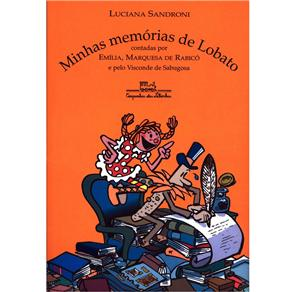 LUCIANA SANDRONI
Minhas memórias de Lobato
contadas por
EMÍLIA, MARQUESA DE RABICÓ
e pelo Visconde de Sabugosa
Companhia das Letrinhas